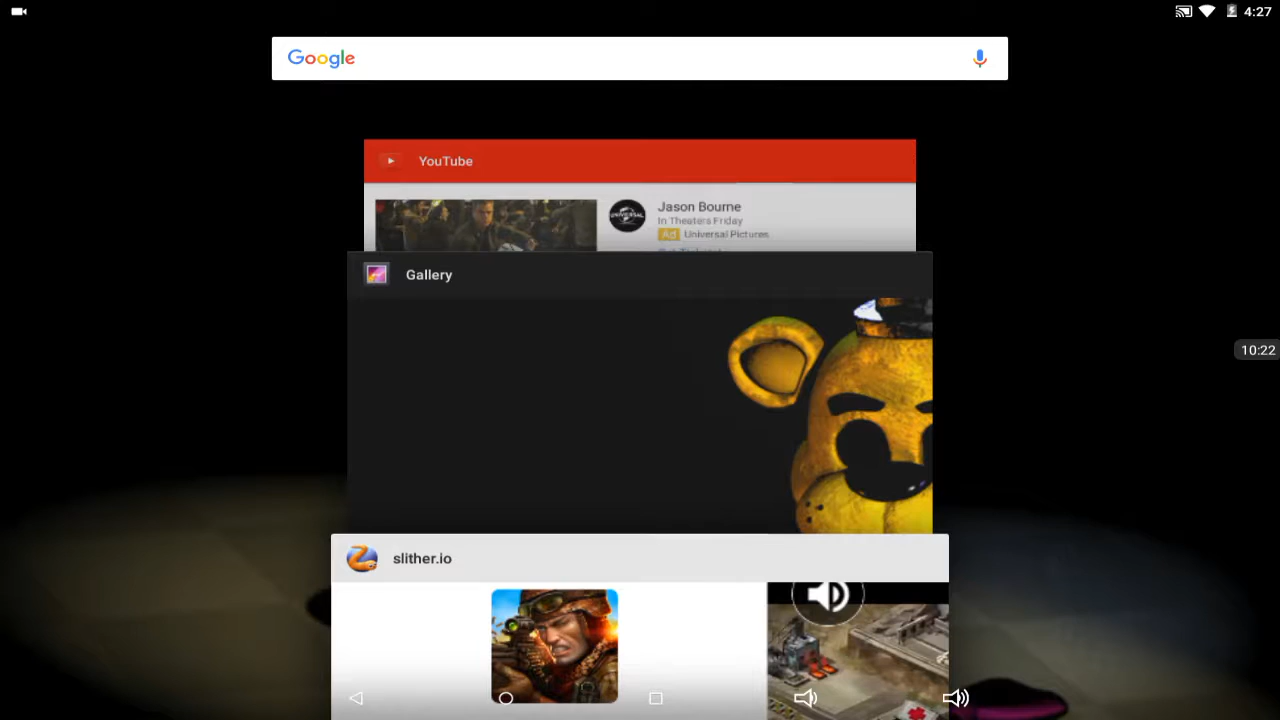 4:27
Google
YouTube
Jason Bourne
In Theaters Friday
Ad Universal Pictures
Gallery
10:22
slither.io